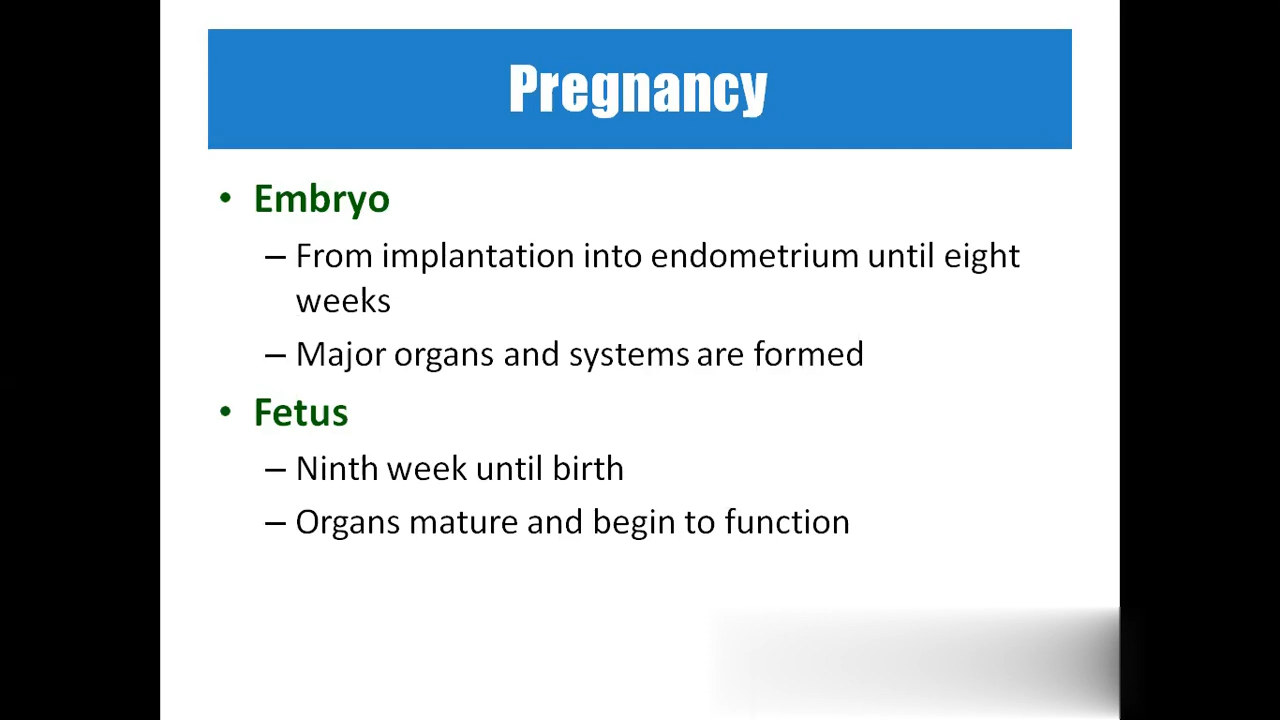 Pregnancy
• Embryo
– From implantation into endometrium until eight
weeks
– Major organs and systems are formed
• Fetus
– Ninth week until birth
– Organs mature and begin to function